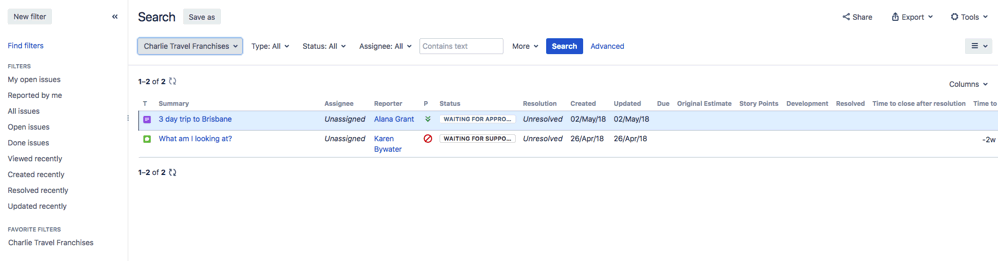 New filter
«
Find filters
FILTERS
My open issues
Reported by me
All issues
Open issues
Done issues
Viewed recently
Created recently
Resolved recently
Updated recently
FAVORITE FILTERS
Charlie Travel Franchises
Search Save as Share Export Tools
Charlie Travel Franchises Type: All Status: All Assignee: All Contains text More Search Advanced
1–2 of 2
Columns
T Summary Assignee Reporter P Status Resolution Created Updated Due Original Estimate Story Points Development Resolved Time to close after resolution Time to
3 day trip to Brisbane Unassigned Alana Grant WAITING FOR APPRO... Unresolved 02/May/18 02/May/18
What am I looking at? Unassigned Karen WAITING FOR SUPPO... Unresolved 26/Apr/18 26/Apr/18 -2w
Bywater
1–2 of 2